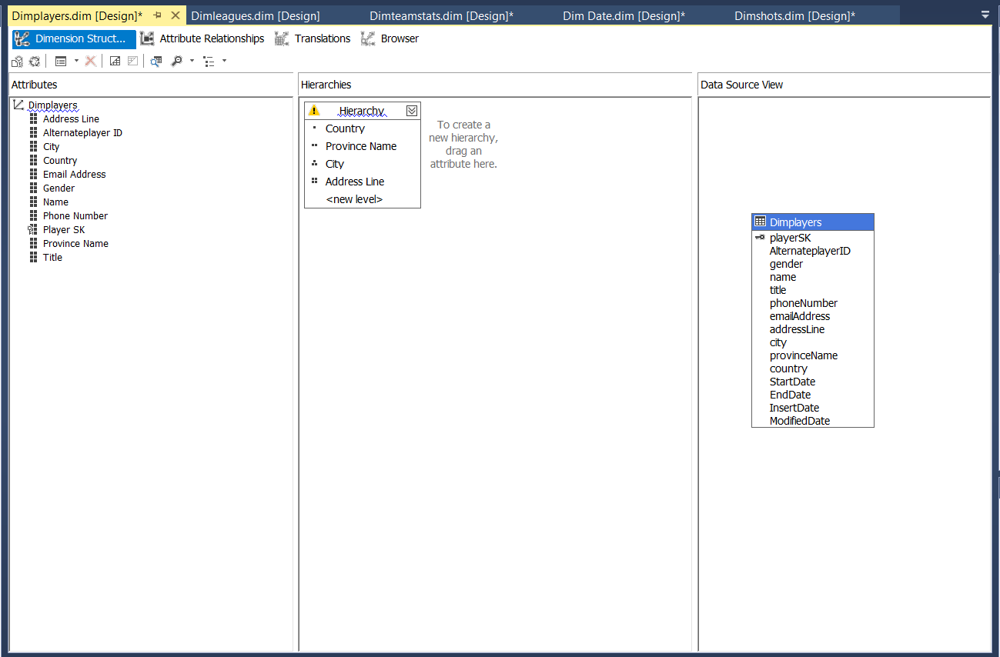 Dimplayers.dim [Design]*
Dimleagues.dim [Design]
Dimteamstats.dim [Design]*
Dim Date.dim [Design]*
Dimshots.dim [Design]*
Dimension Struct...
Attribute Relationships
Translations
Browser
Attributes
Dimplayers
Address Line
Alternateplayer ID
City
Country
Email Address
Gender
Name
Phone Number
Player SK
Province Name
Title
Hierarchies
Hierarchy
Country
Province Name
City
Address Line
<new level>
To create a
new hierarchy,
drag an
attribute here.
Data Source View
Dimplayers
playerSK
AlternateplayerID
gender
name
title
phoneNumber
emailAddress
addressLine
city
provinceName
country
StartDate
EndDate
InsertDate
ModifiedDate